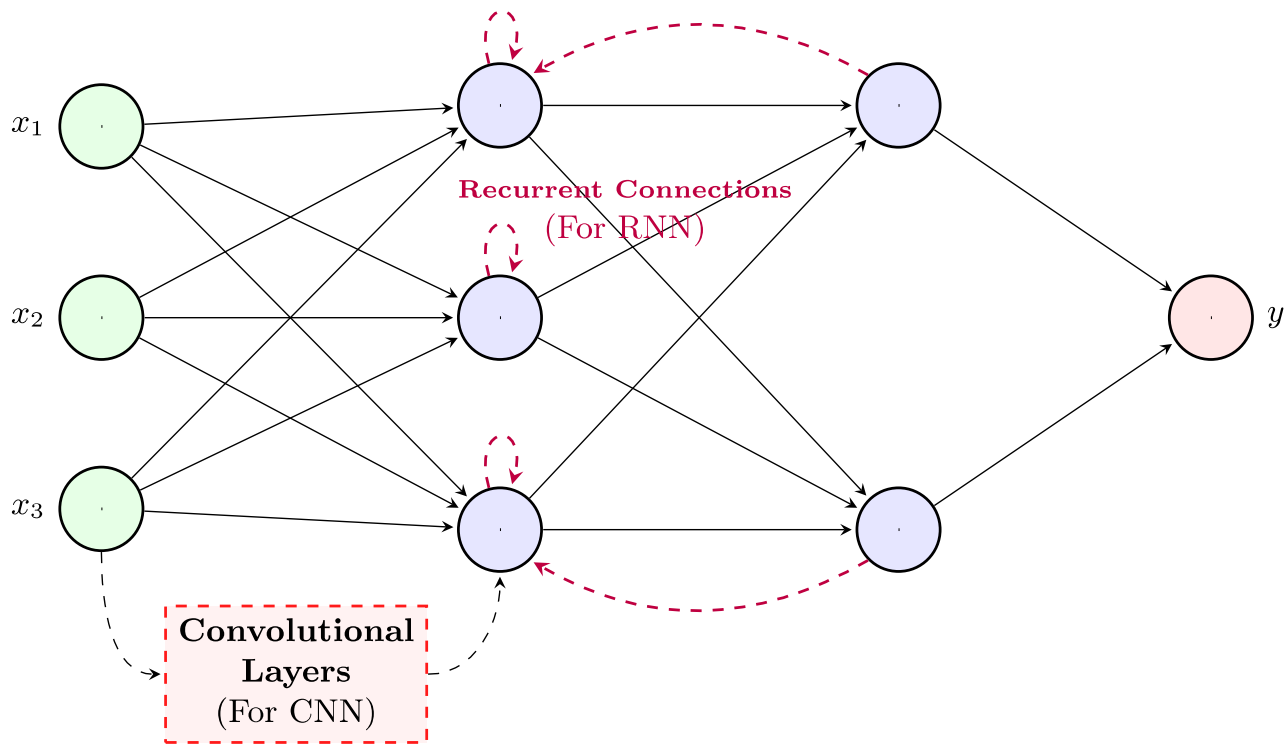 x₁
Recurrent Connections
(For RNN)
x₂
y
x₃
Convolutional
Layers
(For CNN)